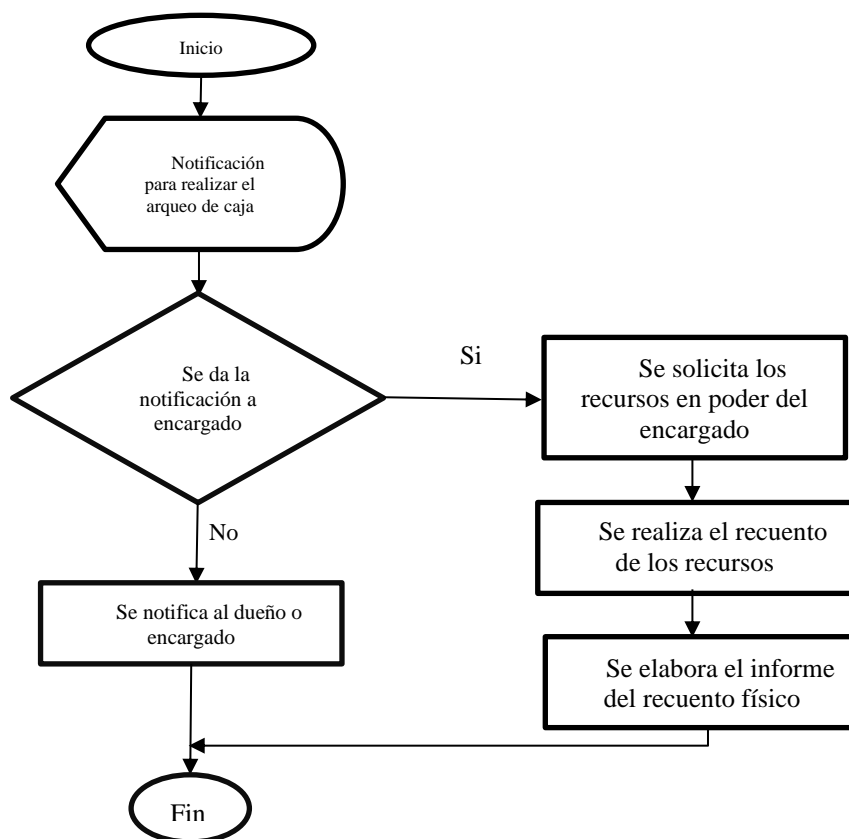 Inicio
Notificación
para realizar el
arqueo de caja
Se da la
notificación a
encargado
Si
Se solicita los
recursos en poder del
encargado
Se realiza el recuento
de los recursos
No
Se notifica al dueño o
encargado
Se elabora el informe
del recuento físico
Fin